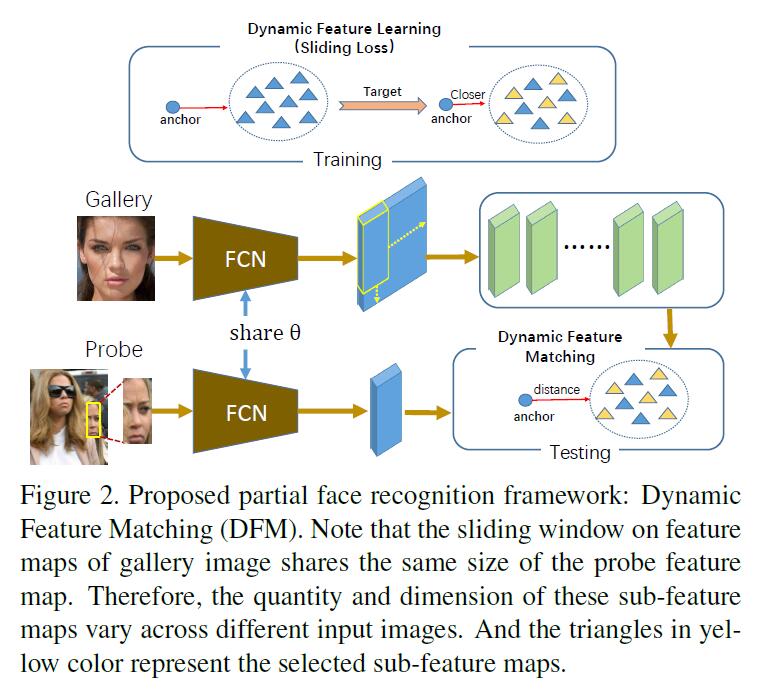 Dynamic Feature Learning
(Sliding Loss)
anchor
Target
Closer
anchor
Training
Gallery
FCN
......
share θ
Probe
FCN
Dynamic Feature
Matching
distance
anchor
Testing
Figure 2. Proposed partial face recognition framework: Dynamic
Feature Matching (DFM). Note that the sliding window on feature
maps of gallery image shares the same size of the probe feature
map. Therefore, the quantity and dimension of these sub-feature
maps vary across different input images. And the triangles in yel-
low color represent the selected sub-feature maps.